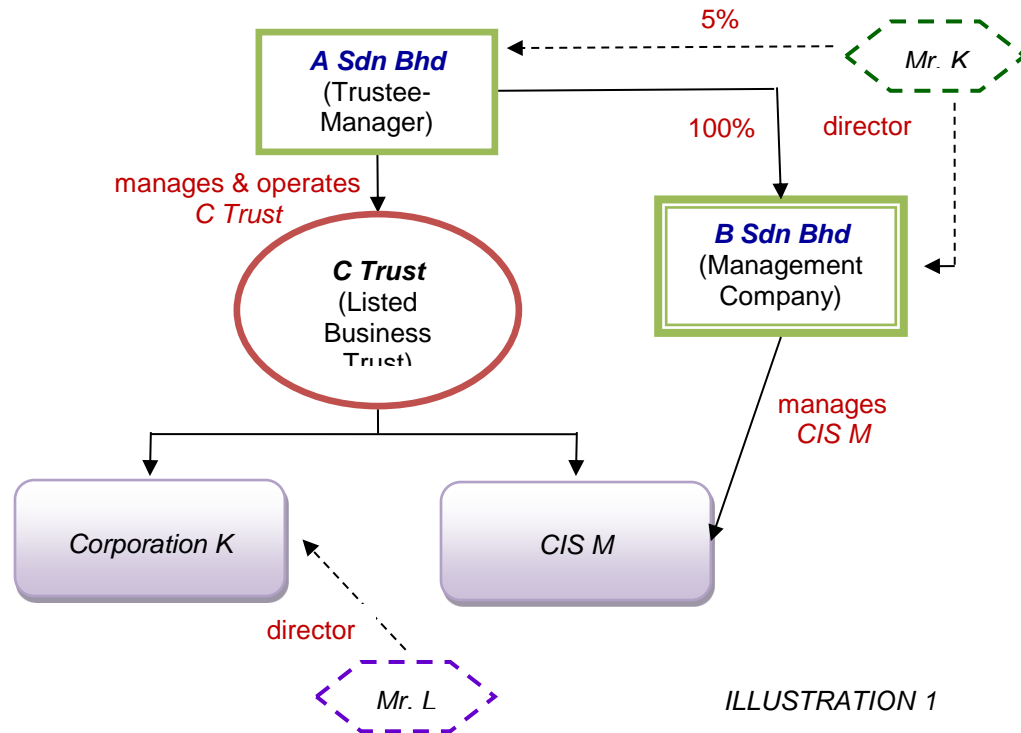 5%
A Sdn Bhd
(Trustee-
Manager)
Mr. K
100%
director
manages & operates
C Trust
B Sdn Bhd
(Management
Company)
C Trust
(Listed
Business
Trust)
manages
CIS M
Corporation K
CIS M
director
Mr. L
ILLUSTRATION 1